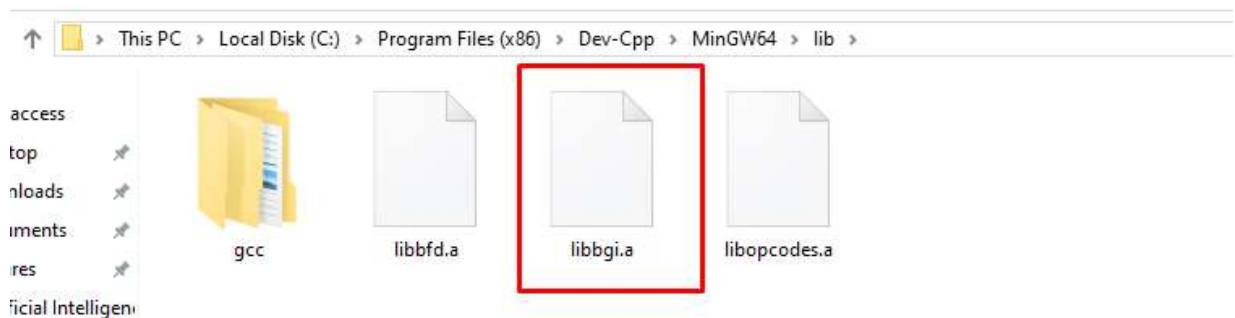 This PC > Local Disk (C:) > Program Files (x86) > Dev-Cpp > MinGW64 > lib >
access
top
nloads
uments
res
ficial Intelligen
gcc
libbfd.a
libbgi.a
libopcodes.a